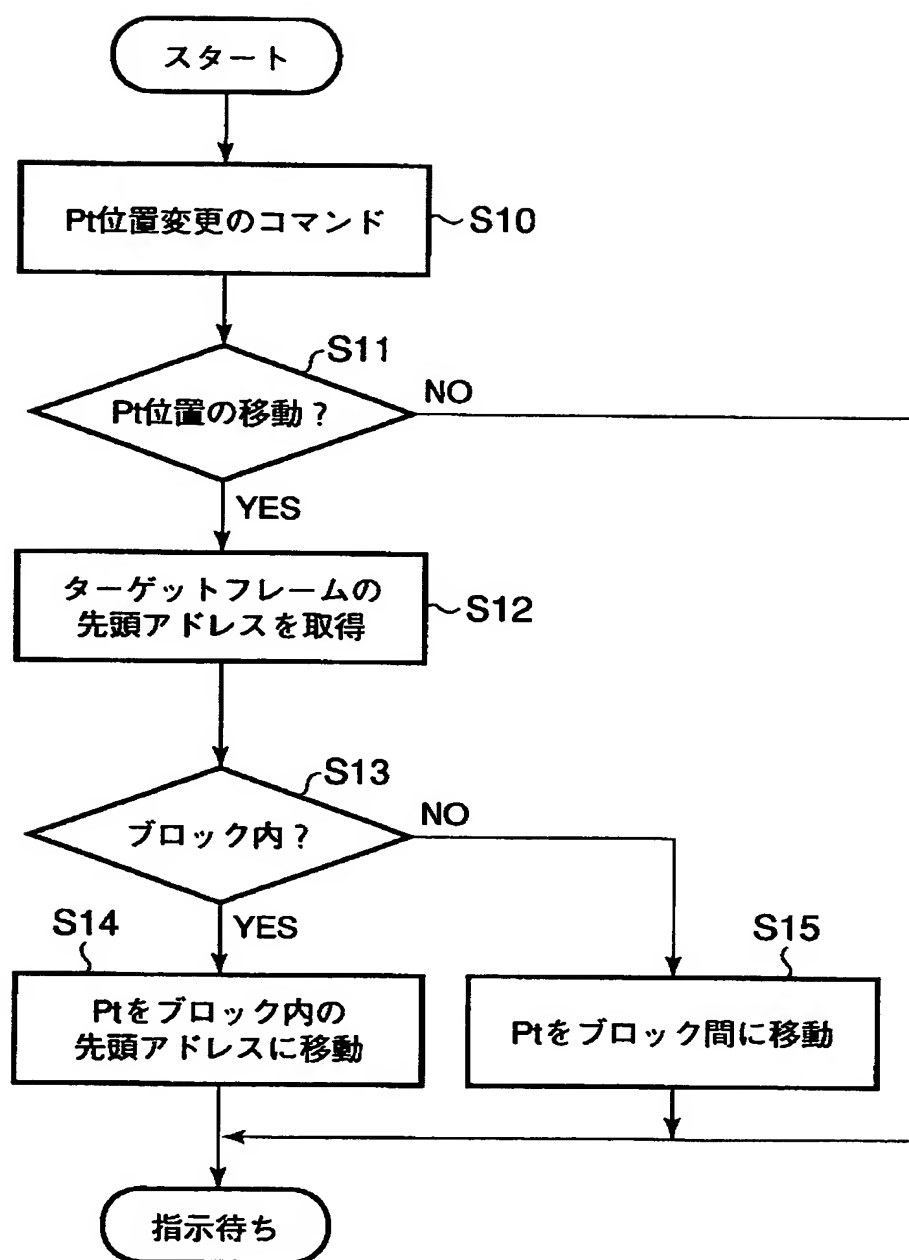 スタート
Pt位置変更のコマンド
S10
S11
Pt位置の移動?
NO
YES
ターゲットフレームの
先頭アドレスを取得
S12
S13
ブロック内?
NO
YES
S14
Ptをブロック内の
先頭アドレスに移動
S15
Ptをブロック間に移動
指示待ち